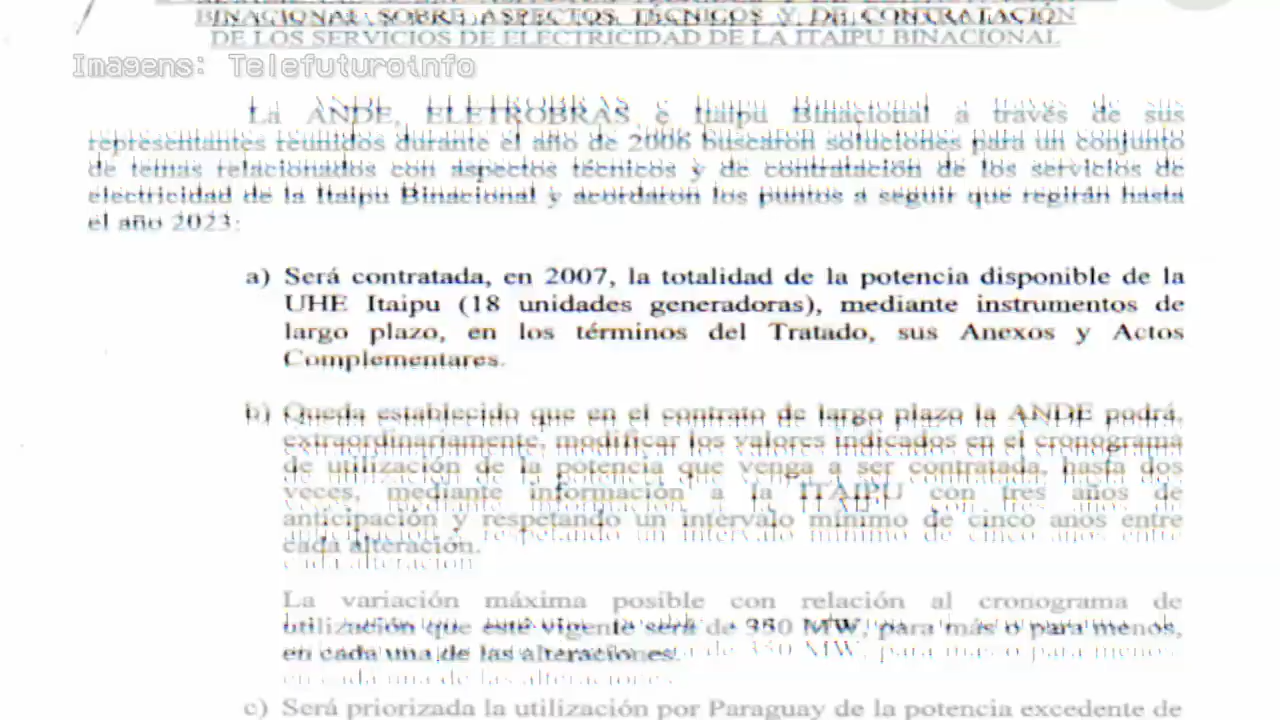 BINACIONAL SOBRE ASPECTOS TÉCNICOS Y DE CONTRATACIÓN
DE LOS SERVICIOS DE ELECTRICIDAD DE LA ITAIPU BINACIONAL
Imagens: Telefuturoinfo
La ANDE, ELETROBRAS e Itaipu Binacional a través de sus
representantes reunidos durante el año de 2006 buscaron soluciones para un conjunto
de temas relacionados con aspectos técnicos y de contratación de los servicios de
electricidad de la Itaipu Binacional y acordaron los puntos a seguir que regirán hasta
el año 2023:
a) Será contratada, en 2007, la totalidad de la potencia disponible de la
UHE Itaipu (18 unidades generadoras), mediante instrumentos de
largo plazo, en los términos del Tratado, sus Anexos y Actos
Complementares.
b) Queda establecido que en el contrato de largo plazo la ANDE podrá,
extraordinariamente, modificar los valores indicados en el cronograma
de utilización de la potencia que venga a ser contratada, hasta dos
veces, mediante información a la ITAIPU con tres años de
anticipación y respetando un intervalo mínimo de cinco anos entre
cada alteración.
La variación máxima posible con relación al cronograma de
utilización que esté vigente será de 350 MW, para más o para menos,
en cada una de las alteraciones.
c) Será priorizada la utilización por Paraguay de la potencia excedente de